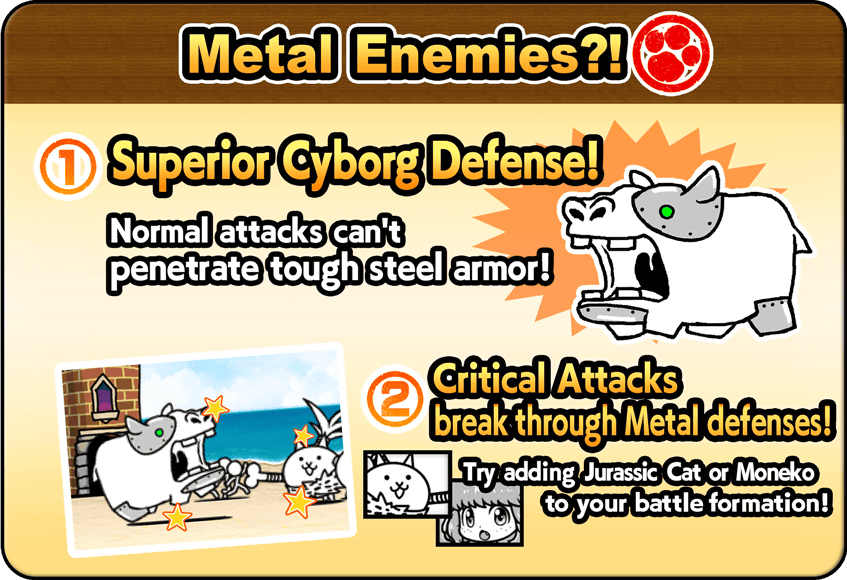 Metal Enemies?!
1 Superior Cyborg Defense!
Normal attacks can't
penetrate tough steel armor!
2 Critical Attacks
break through Metal defenses!
Try adding Jurassic Cat or Moneko
to your battle formation!